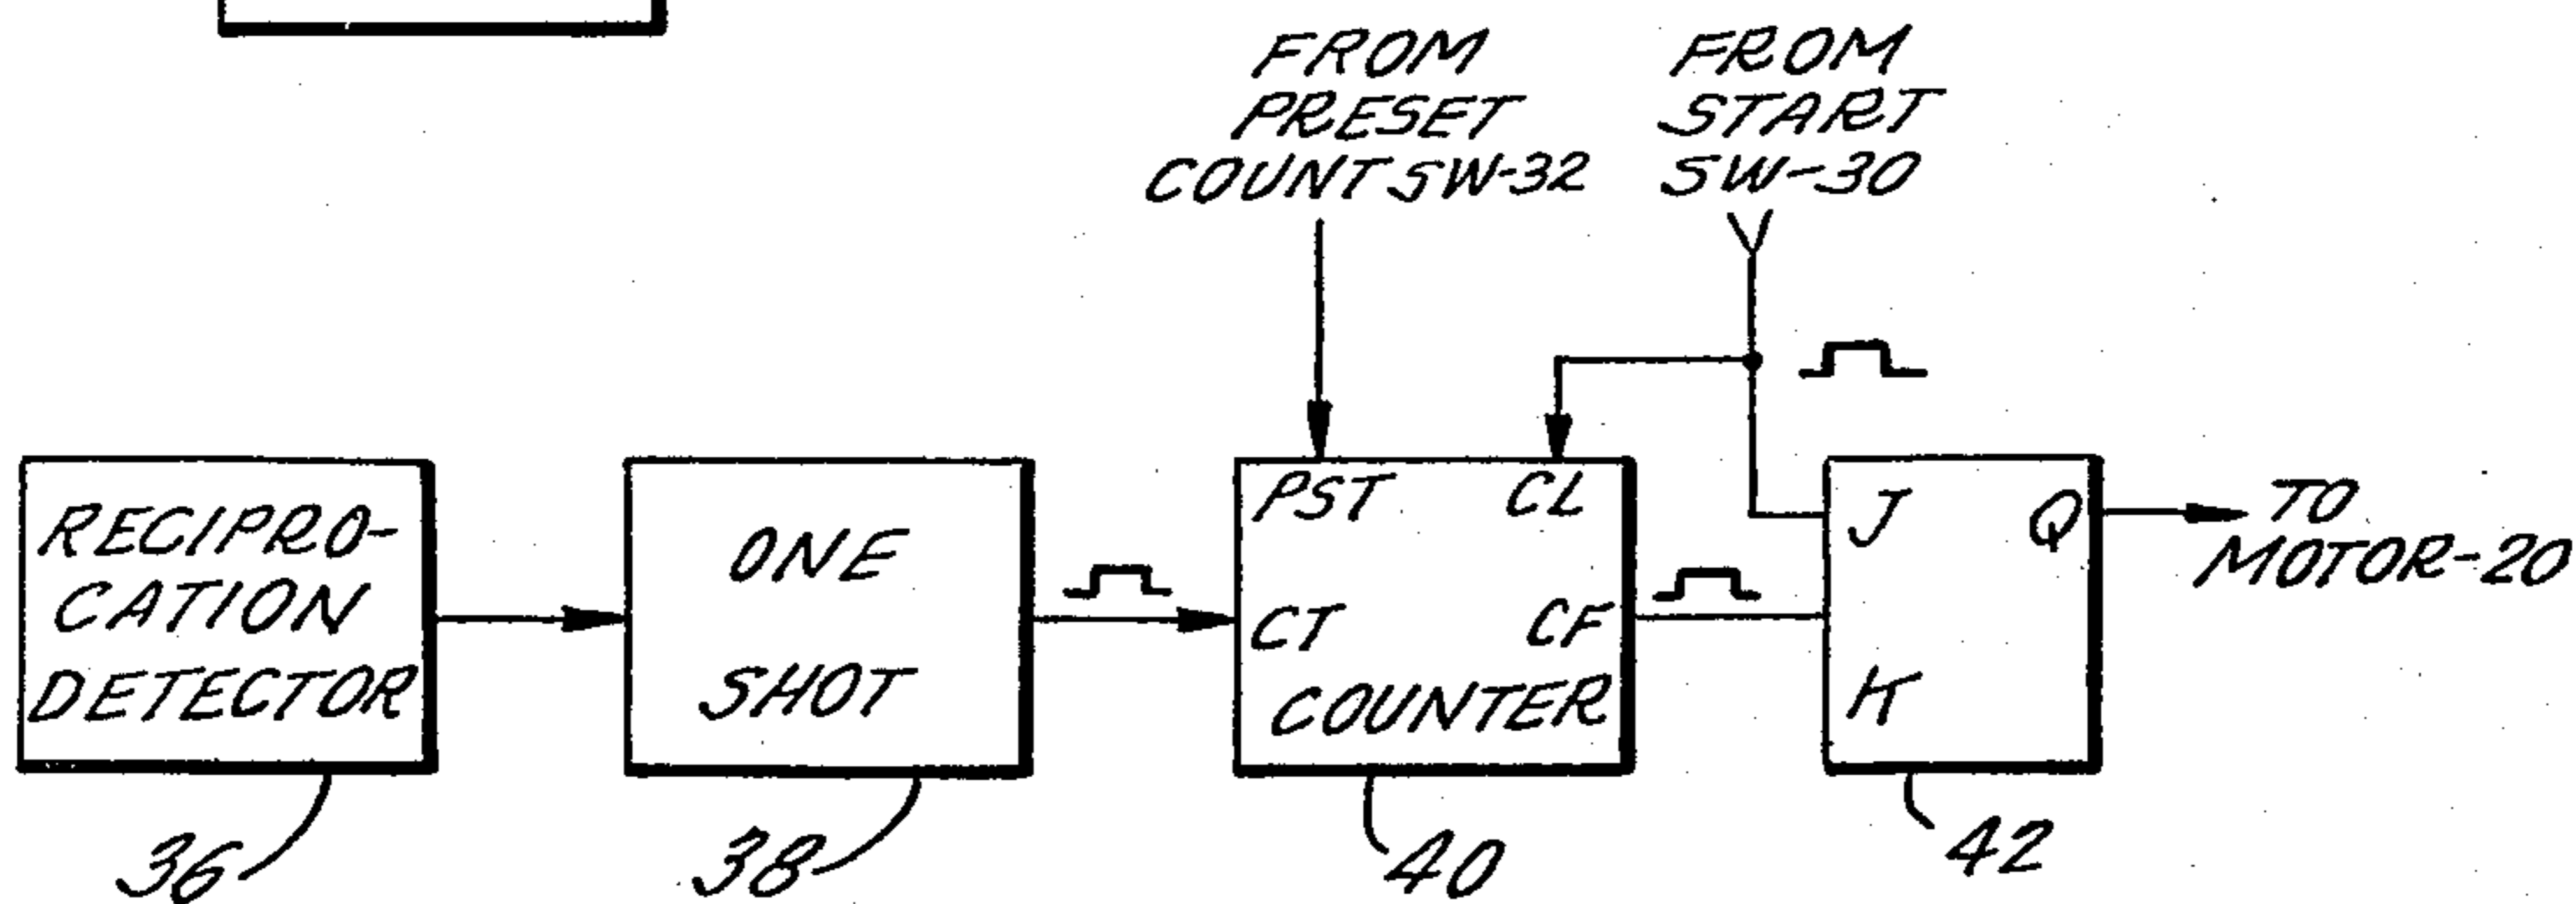 FROM
PRESET
COUNT SW-32
FROM
START
SW-30
RECIPRO-
CATION
DETECTOR
ONE
SHOT
PST CL
CT CF
COUNTER
J Q
K
TO
MOTOR-20
36
38
40
42